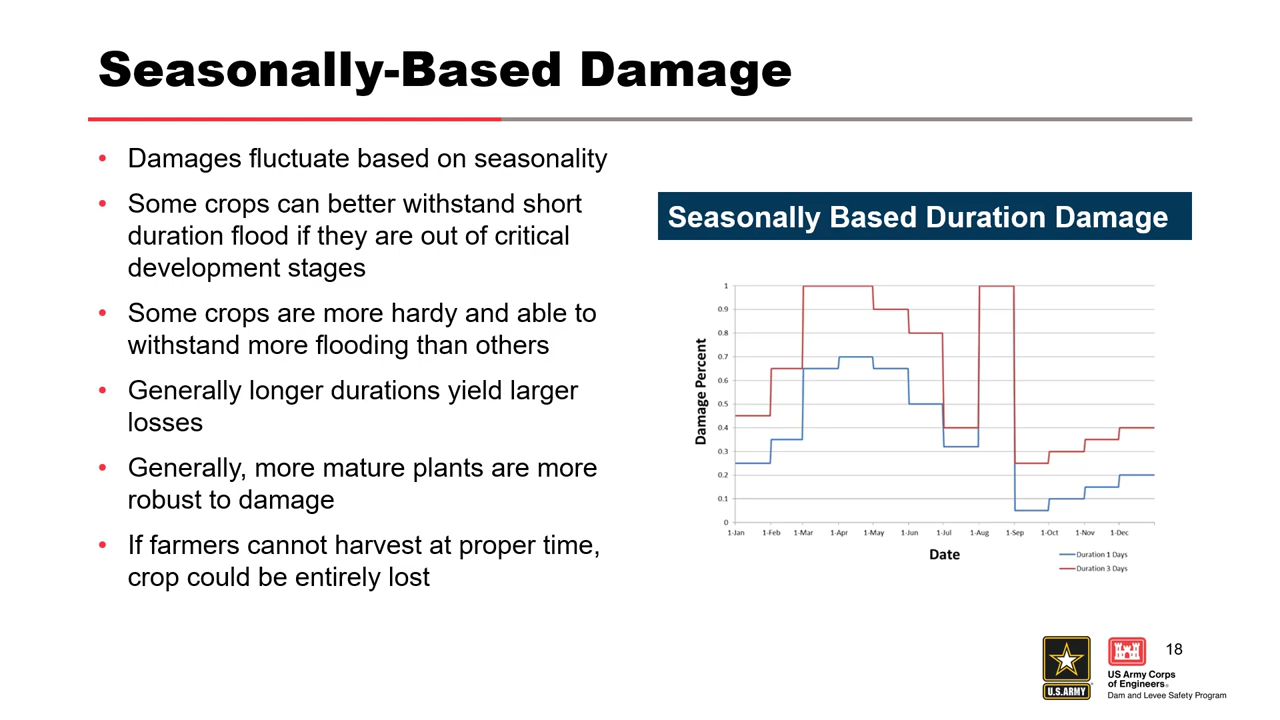 Seasonally-Based Damage
• Damages fluctuate based on seasonality
• Some crops can better withstand short
duration flood if they are out of critical
development stages
• Some crops are more hardy and able to
withstand more flooding than others
• Generally longer durations yield larger
losses
• Generally, more mature plants are more
robust to damage
• If farmers cannot harvest at proper time,
crop could be entirely lost
Seasonally Based Duration Damage
Damage Percent
1
0.9
0.8
0.7
0.6
0.5
0.4
0.3
0.2
0.1
0
1-Jan 1-Feb 1-Mar 1-Apr 1-May 1-Jun 1-Jul 1-Aug 1-Sep 1-Oct 1-Nov 1-Dec
Date
Duration 1 Days
Duration 3 Days
U.S.ARMY
US Army Corps
of Engineers®
Dam and Levee Safety Program
18